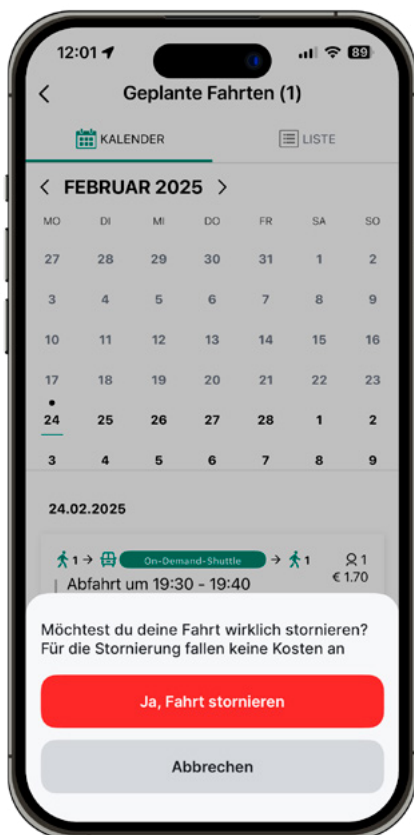 12:01
89
Geplante Fahrten (1)
KALENDER
LISTE
FEBRUAR 2025
MO DI MI DO FR SA SO
27 28 29 30 31 1 2
3 4 5 6 7 8 9
10 11 12 13 14 15 16
17 18 19 20 21 22 23
24 25 26 27 28 1 2
3 4 5 6 7 8 9
24.02.2025
1 On-Demand-Shuttle 1 1
€ 1.70
Abfahrt um 19:30 - 19:40
Möchtest du deine Fahrt wirklich stornieren?
Für die Stornierung fallen keine Kosten an
Ja, Fahrt stornieren
Abbrechen